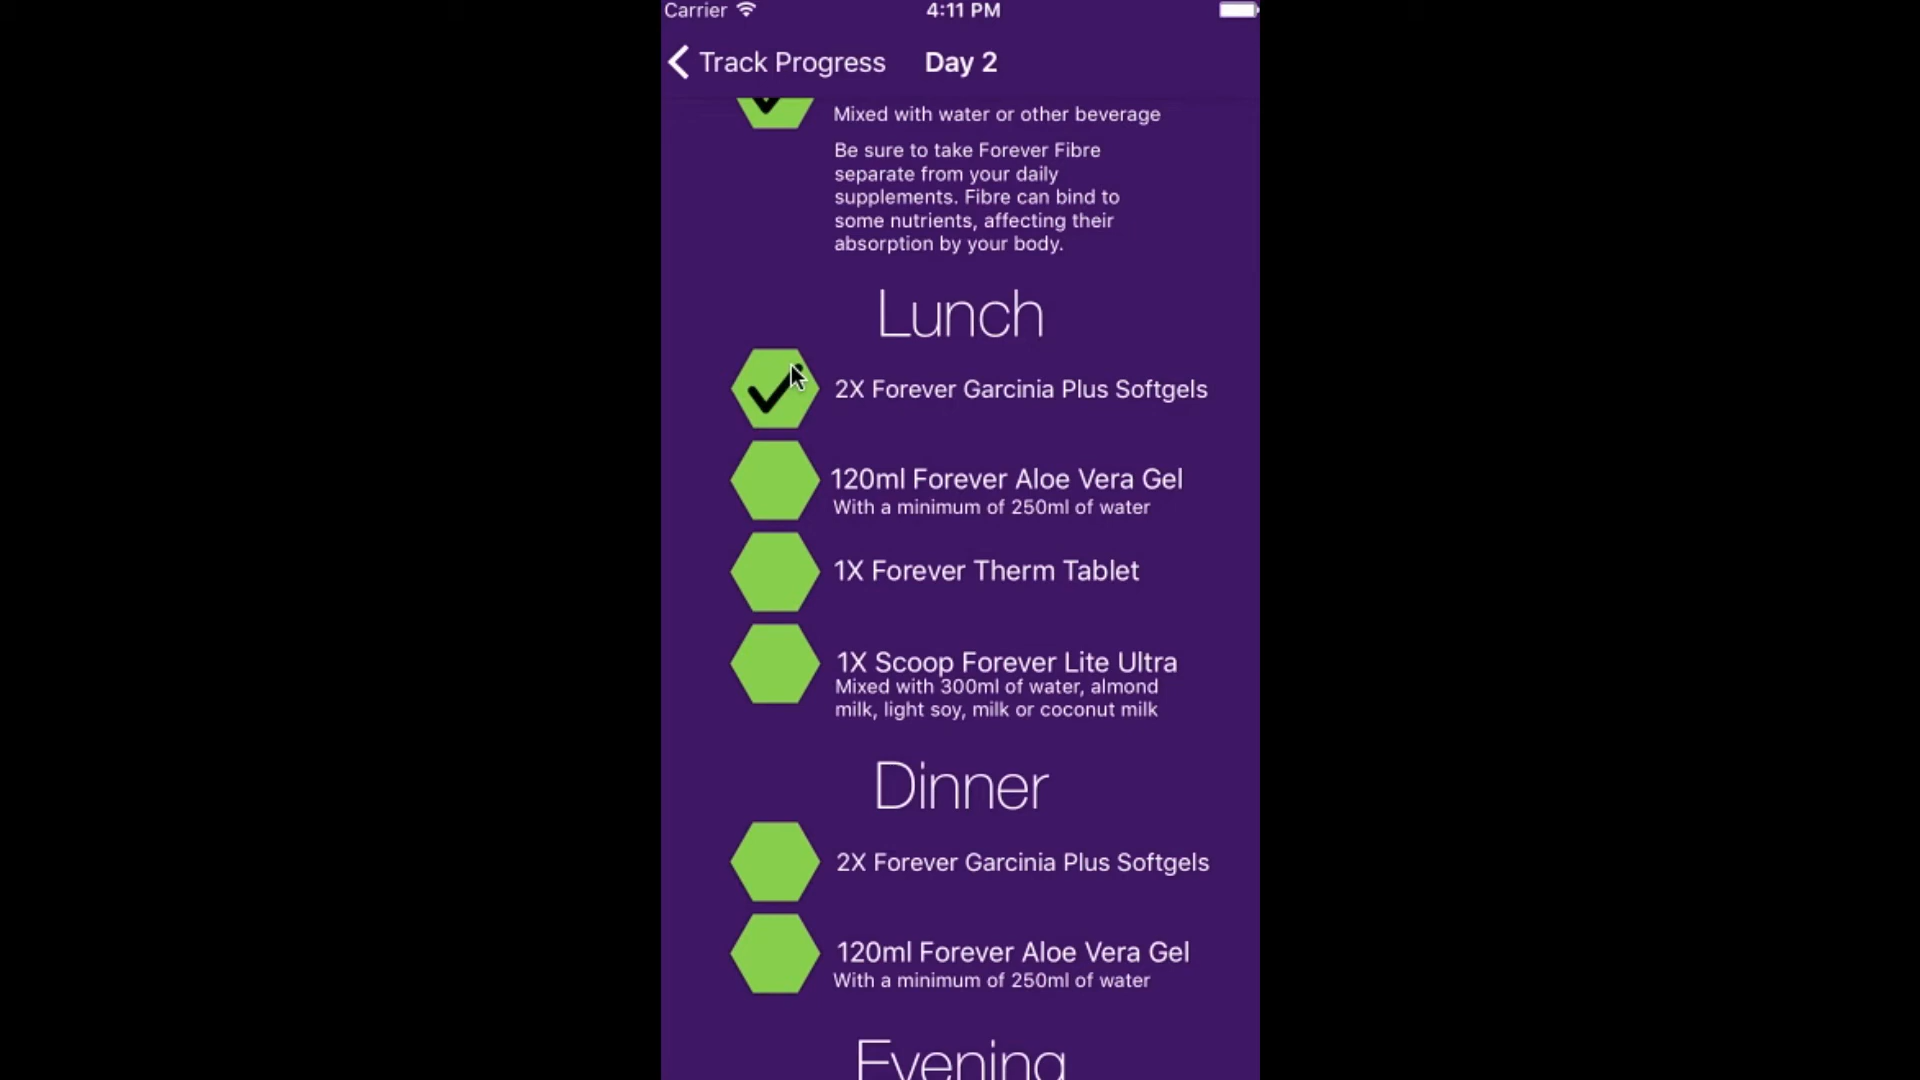 Carrier
4:11 PM
Track Progress
Day 2
Mixed with water or other beverage
Be sure to take Forever Fibre
separate from your daily
supplements. Fibre can bind to
some nutrients, affecting their
absorption by your body.
Lunch
2X Forever Garcinia Plus Softgels
120ml Forever Aloe Vera Gel
With a minimum of 250ml of water
1X Forever Therm Tablet
1X Scoop Forever Lite Ultra
Mixed with 300ml of water, almond
milk, light soy, milk or coconut milk
Dinner
2X Forever Garcinia Plus Softgels
120ml Forever Aloe Vera Gel
With a minimum of 250ml of water
Evening